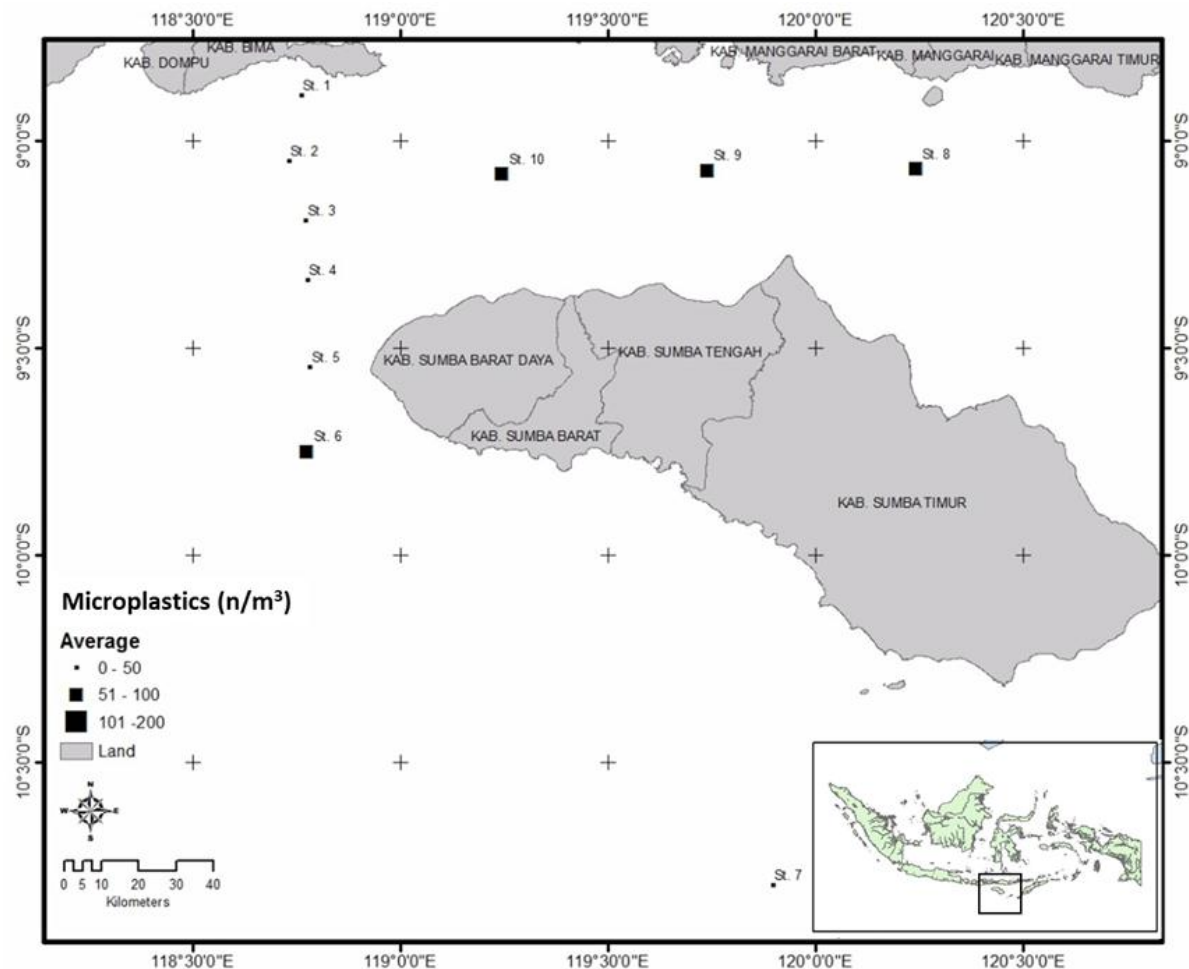 118°30'0"E 119°0'0"E 119°30'0"E 120°0'0"E 120°30'0"E
KAB. BIMA
KAB. DOMPU
KAB. MANGGARAI BARAT
KAB. MANGGARAI
KAB. MANGGARAI TIMUR
St. 1
9°0'0"S 9°0'0"S
St. 2
St. 10
St. 9
St. 8
St. 3
St. 4
9°30'0"S 9°30'0"S
St. 5
KAB. SUMBA BARAT DAYA
KAB. SUMBA TENGAH
St. 6
KAB. SUMBA BARAT
KAB. SUMBA TIMUR
10°0'0"S 10°0'0"S
Microplastics (n/m³)
Average
0 - 50
51 - 100
101 -200
Land
10°30'0"S 10°30'0"S
N
W E
S
0 5 10 20 30 40
Kilometers
St. 7
118°30'0"E 119°0'0"E 119°30'0"E 120°0'0"E 120°30'0"E